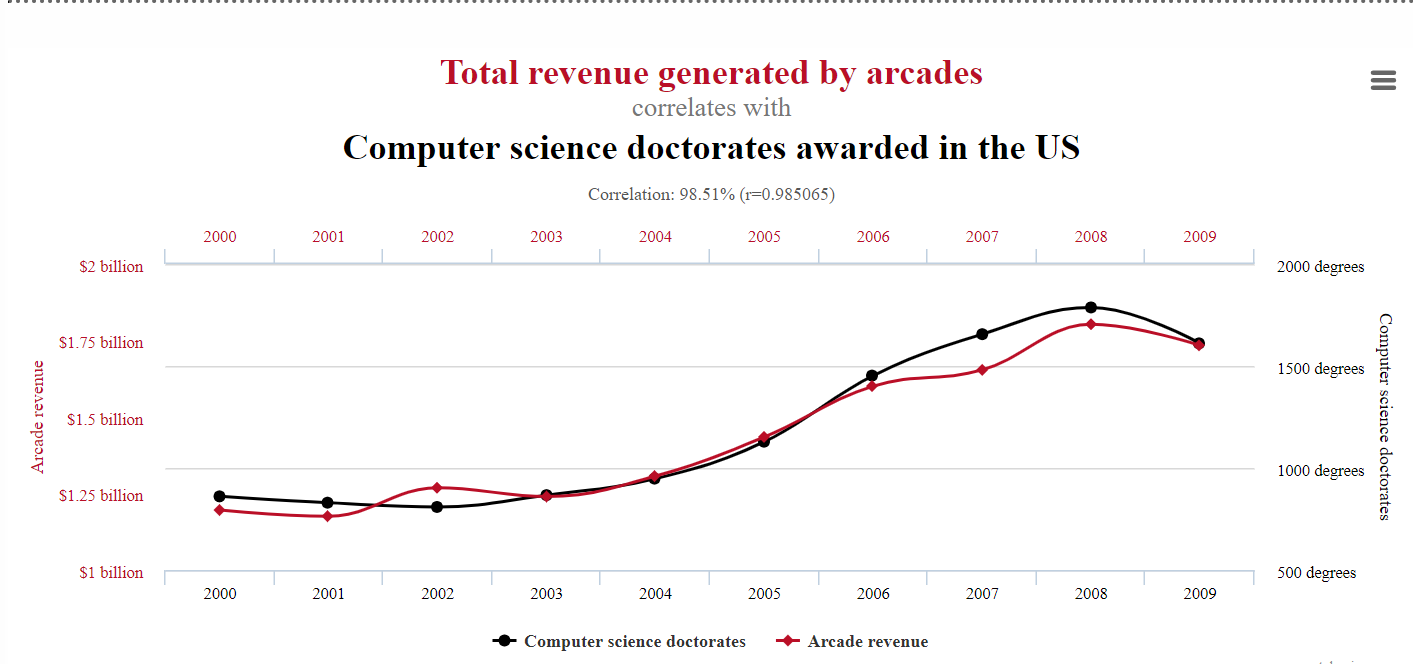 Total revenue generated by arcades
correlates with
Computer science doctorates awarded in the US
Correlation: 98.51% (r=0.985065)
2000 2001 2002 2003 2004 2005 2006 2007 2008 2009
$2 billion
$1.75 billion
$1.5 billion
$1.25 billion
$1 billion
Arcade revenue
2000 degrees
1500 degrees
1000 degrees
500 degrees
Computer science doctorates
2000 2001 2002 2003 2004 2005 2006 2007 2008 2009
Computer science doctorates Arcade revenue